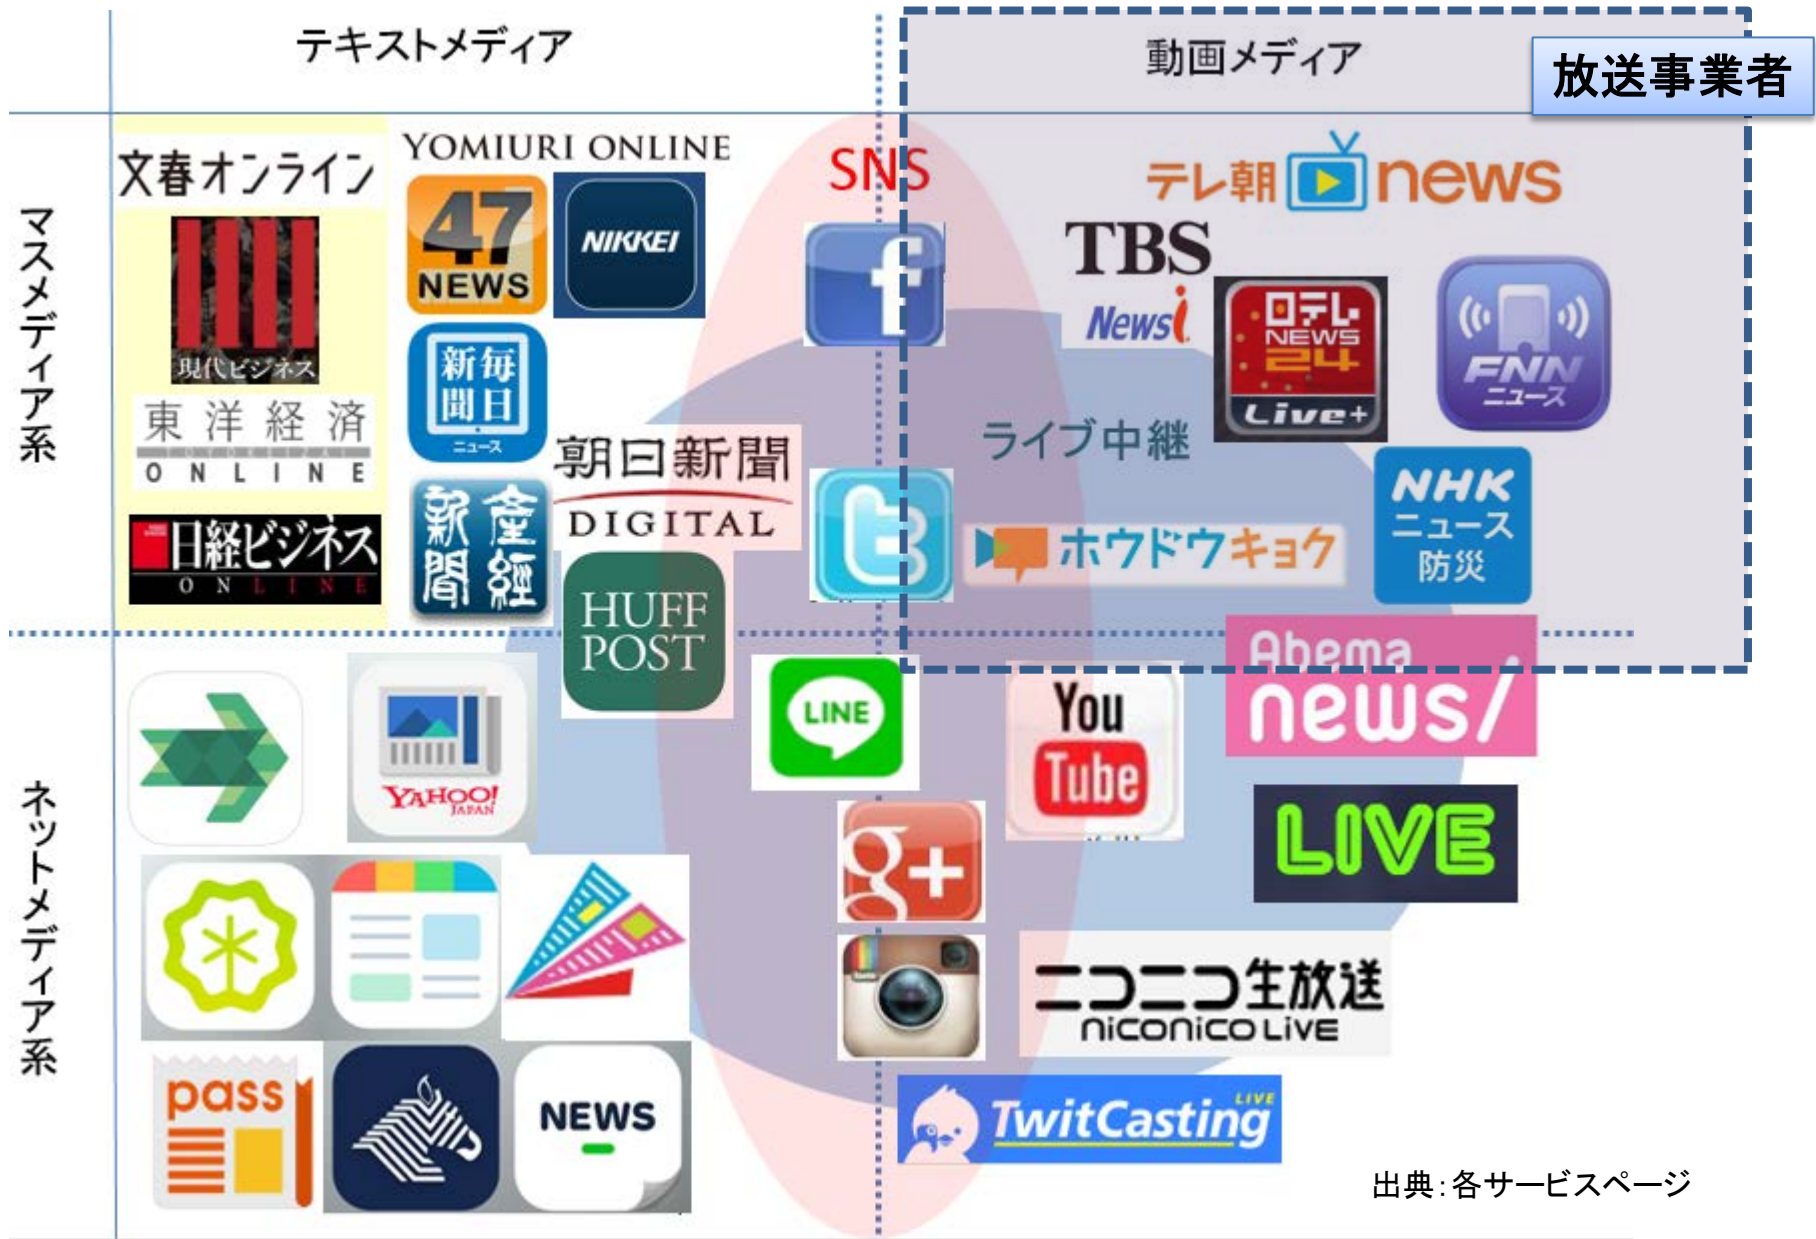 テキストメディア
動画メディア
放送事業者
マスメディア系
文春オンライン
現代ビジネス
東洋経済
TOYOKEIZAI
ONLINE
日経ビジネス
ONLINE
YOMIURI ONLINE
47
NEWS
NIKKEI
毎日
新聞
ニュース
産経
新聞
朝日新聞
DIGITAL
HUFF
POST
SNS
f
t
テレ朝news
TBS
Newsi
日テレ
NEWS
24
Live+
FNN
ニュース
ライブ中継
ホウドウキョク
NHK
ニュース
防災
Abema
news/
ネットメディア系
YAHOO!
JAPAN
LINE
You
Tube
LIVE
g+
ニコニコ生放送
niconico LiVE
pass
NEWS
TwitCasting
LIVE
出典：各サービスページ